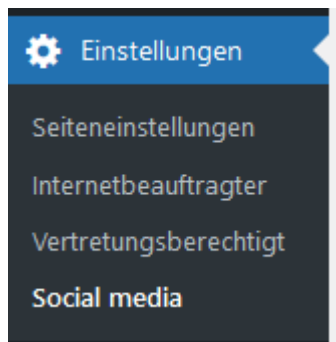 Einstellungen
Seiteneinstellungen
Internetbeauftragter
Vertretungsberechtigt
Social media